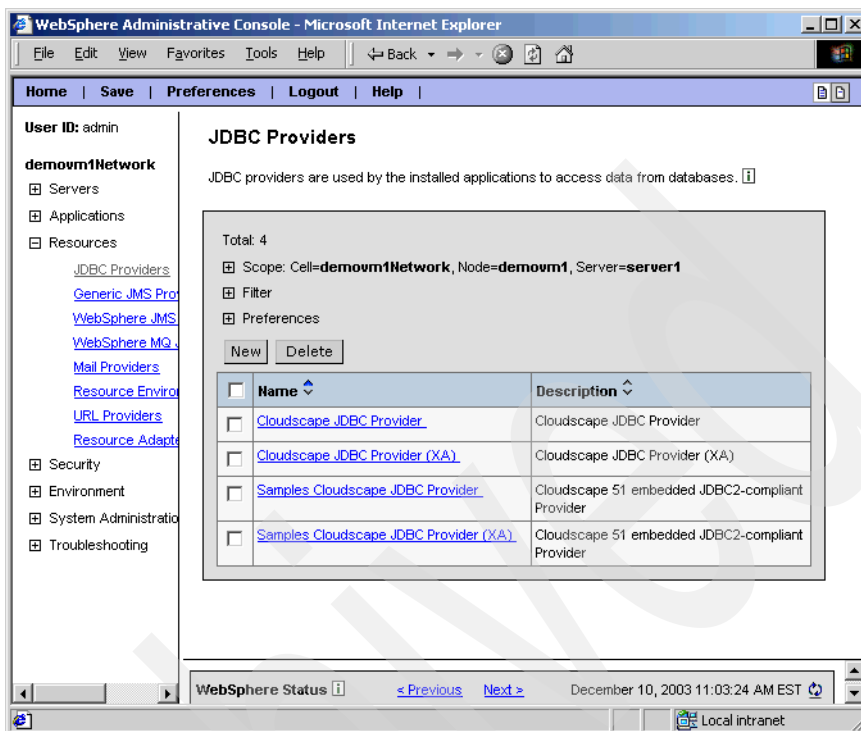 WebSphere Administrative Console - Microsoft Internet Explorer
File Edit View Favorites Tools Help Back
Home | Save | Preferences | Logout | Help |
User ID: admin
demovm1Network
Servers
Applications
Resources
JDBC Providers
Generic JMS Pro
WebSphere JMS
WebSphere MQ
Mail Providers
Resource Enviro
URL Providers
Resource Adapte
Security
Environment
System Administratio
Troubleshooting
JDBC Providers
JDBC providers are used by the installed applications to access data from databases. i
Total: 4
Scope: Cell=demovm1Network, Node=demovm1, Server=server1
Filter
Preferences
New Delete
Name Description
Cloudscape JDBC Provider Cloudscape JDBC Provider
Cloudscape JDBC Provider (XA) Cloudscape JDBC Provider (XA)
Samples Cloudscape JDBC Provider Cloudscape 51 embedded JDBC2-compliant
Provider
Samples Cloudscape JDBC Provider (XA) Cloudscape 51 embedded JDBC2-compliant
Provider
WebSphere Status i < Previous Next > December 10, 2003 11:03:24 AM EST
Local intranet